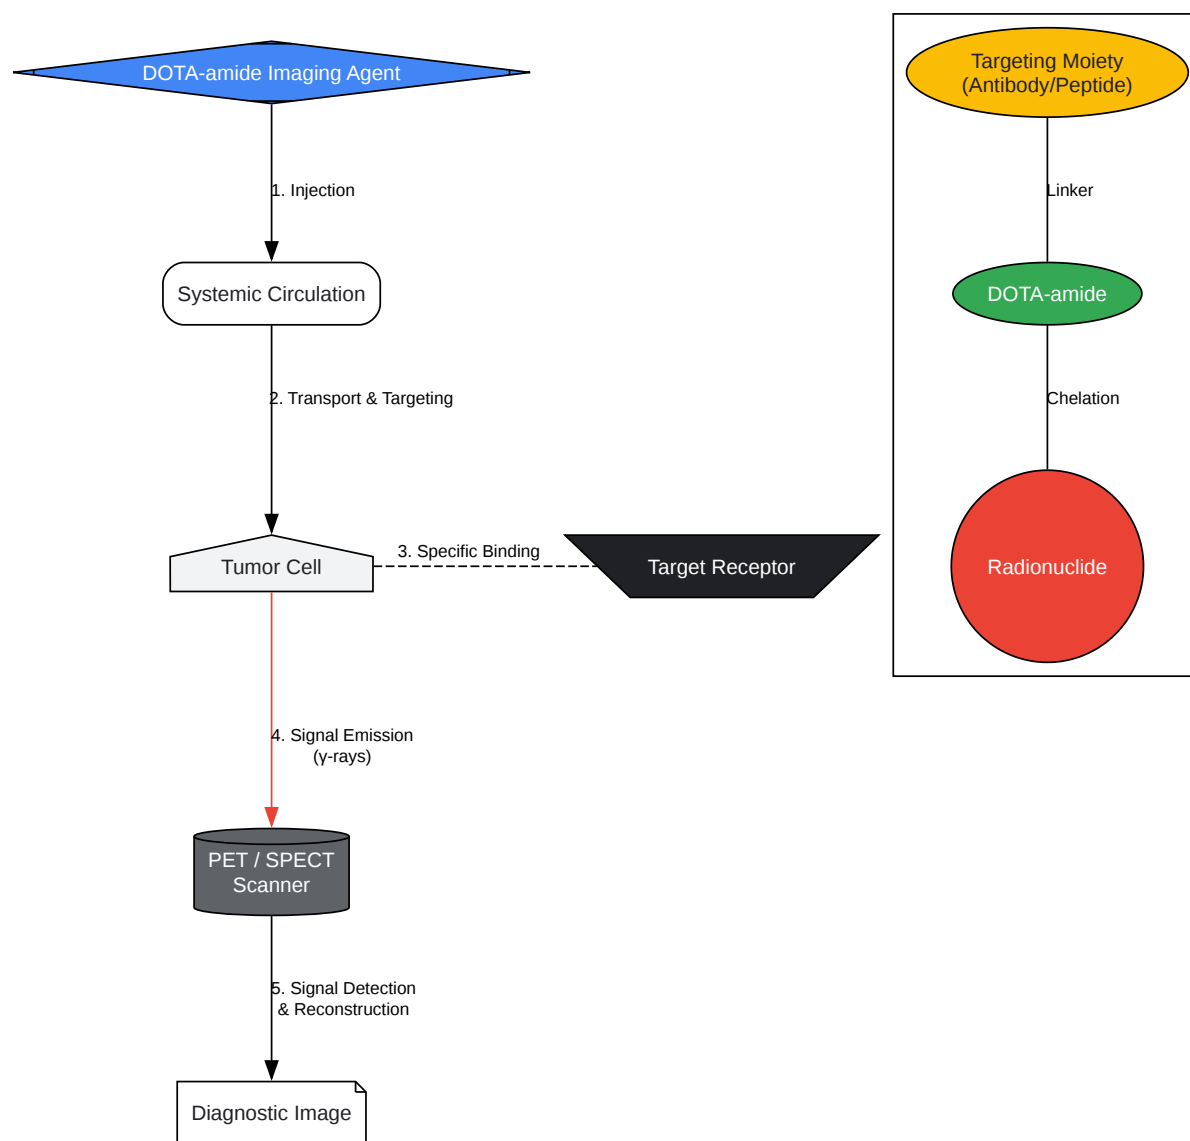 DOTA-amide Imaging Agent
1. Injection
Systemic Circulation
2. Transport & Targeting
Tumor Cell
3. Specific Binding
Target Receptor
4. Signal Emission
(γ-rays)
PET / SPECT
Scanner
5. Signal Detection
& Reconstruction
Diagnostic Image
Targeting Moiety
(Antibody/Peptide)
Linker
DOTA-amide
Chelation
Radionuclide